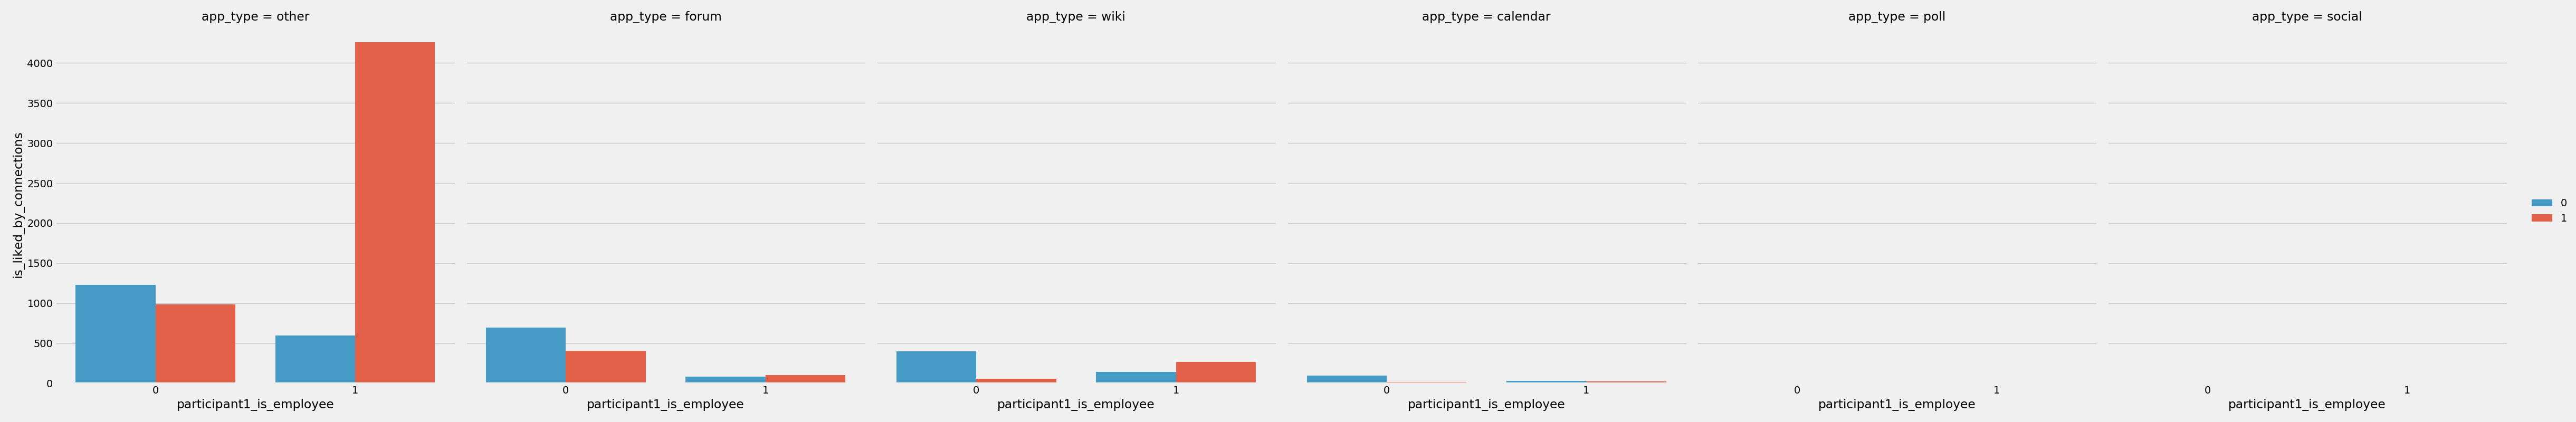 app_type = other
app_type = forum
app_type = wiki
app_type = calendar
app_type = poll
app_type = social
is_liked_by_connections
4000
3500
3000
2500
2000
1500
1000
500
0
0
1
0 1
0 1
0 1
0 1
0 1
0 1
participant1_is_employee
participant1_is_employee
participant1_is_employee
participant1_is_employee
participant1_is_employee
participant1_is_employee